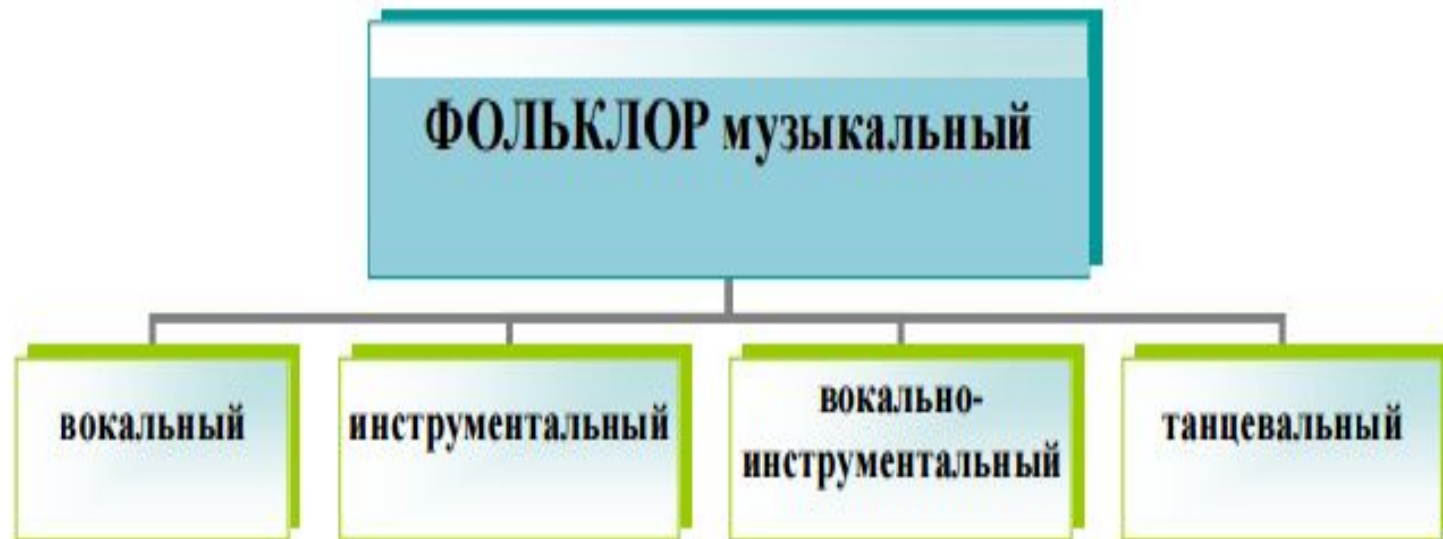 ФОЛЬКЛОР музыкальный
вокальный
инструментальный
вокально-
инструментальный
танцевальный